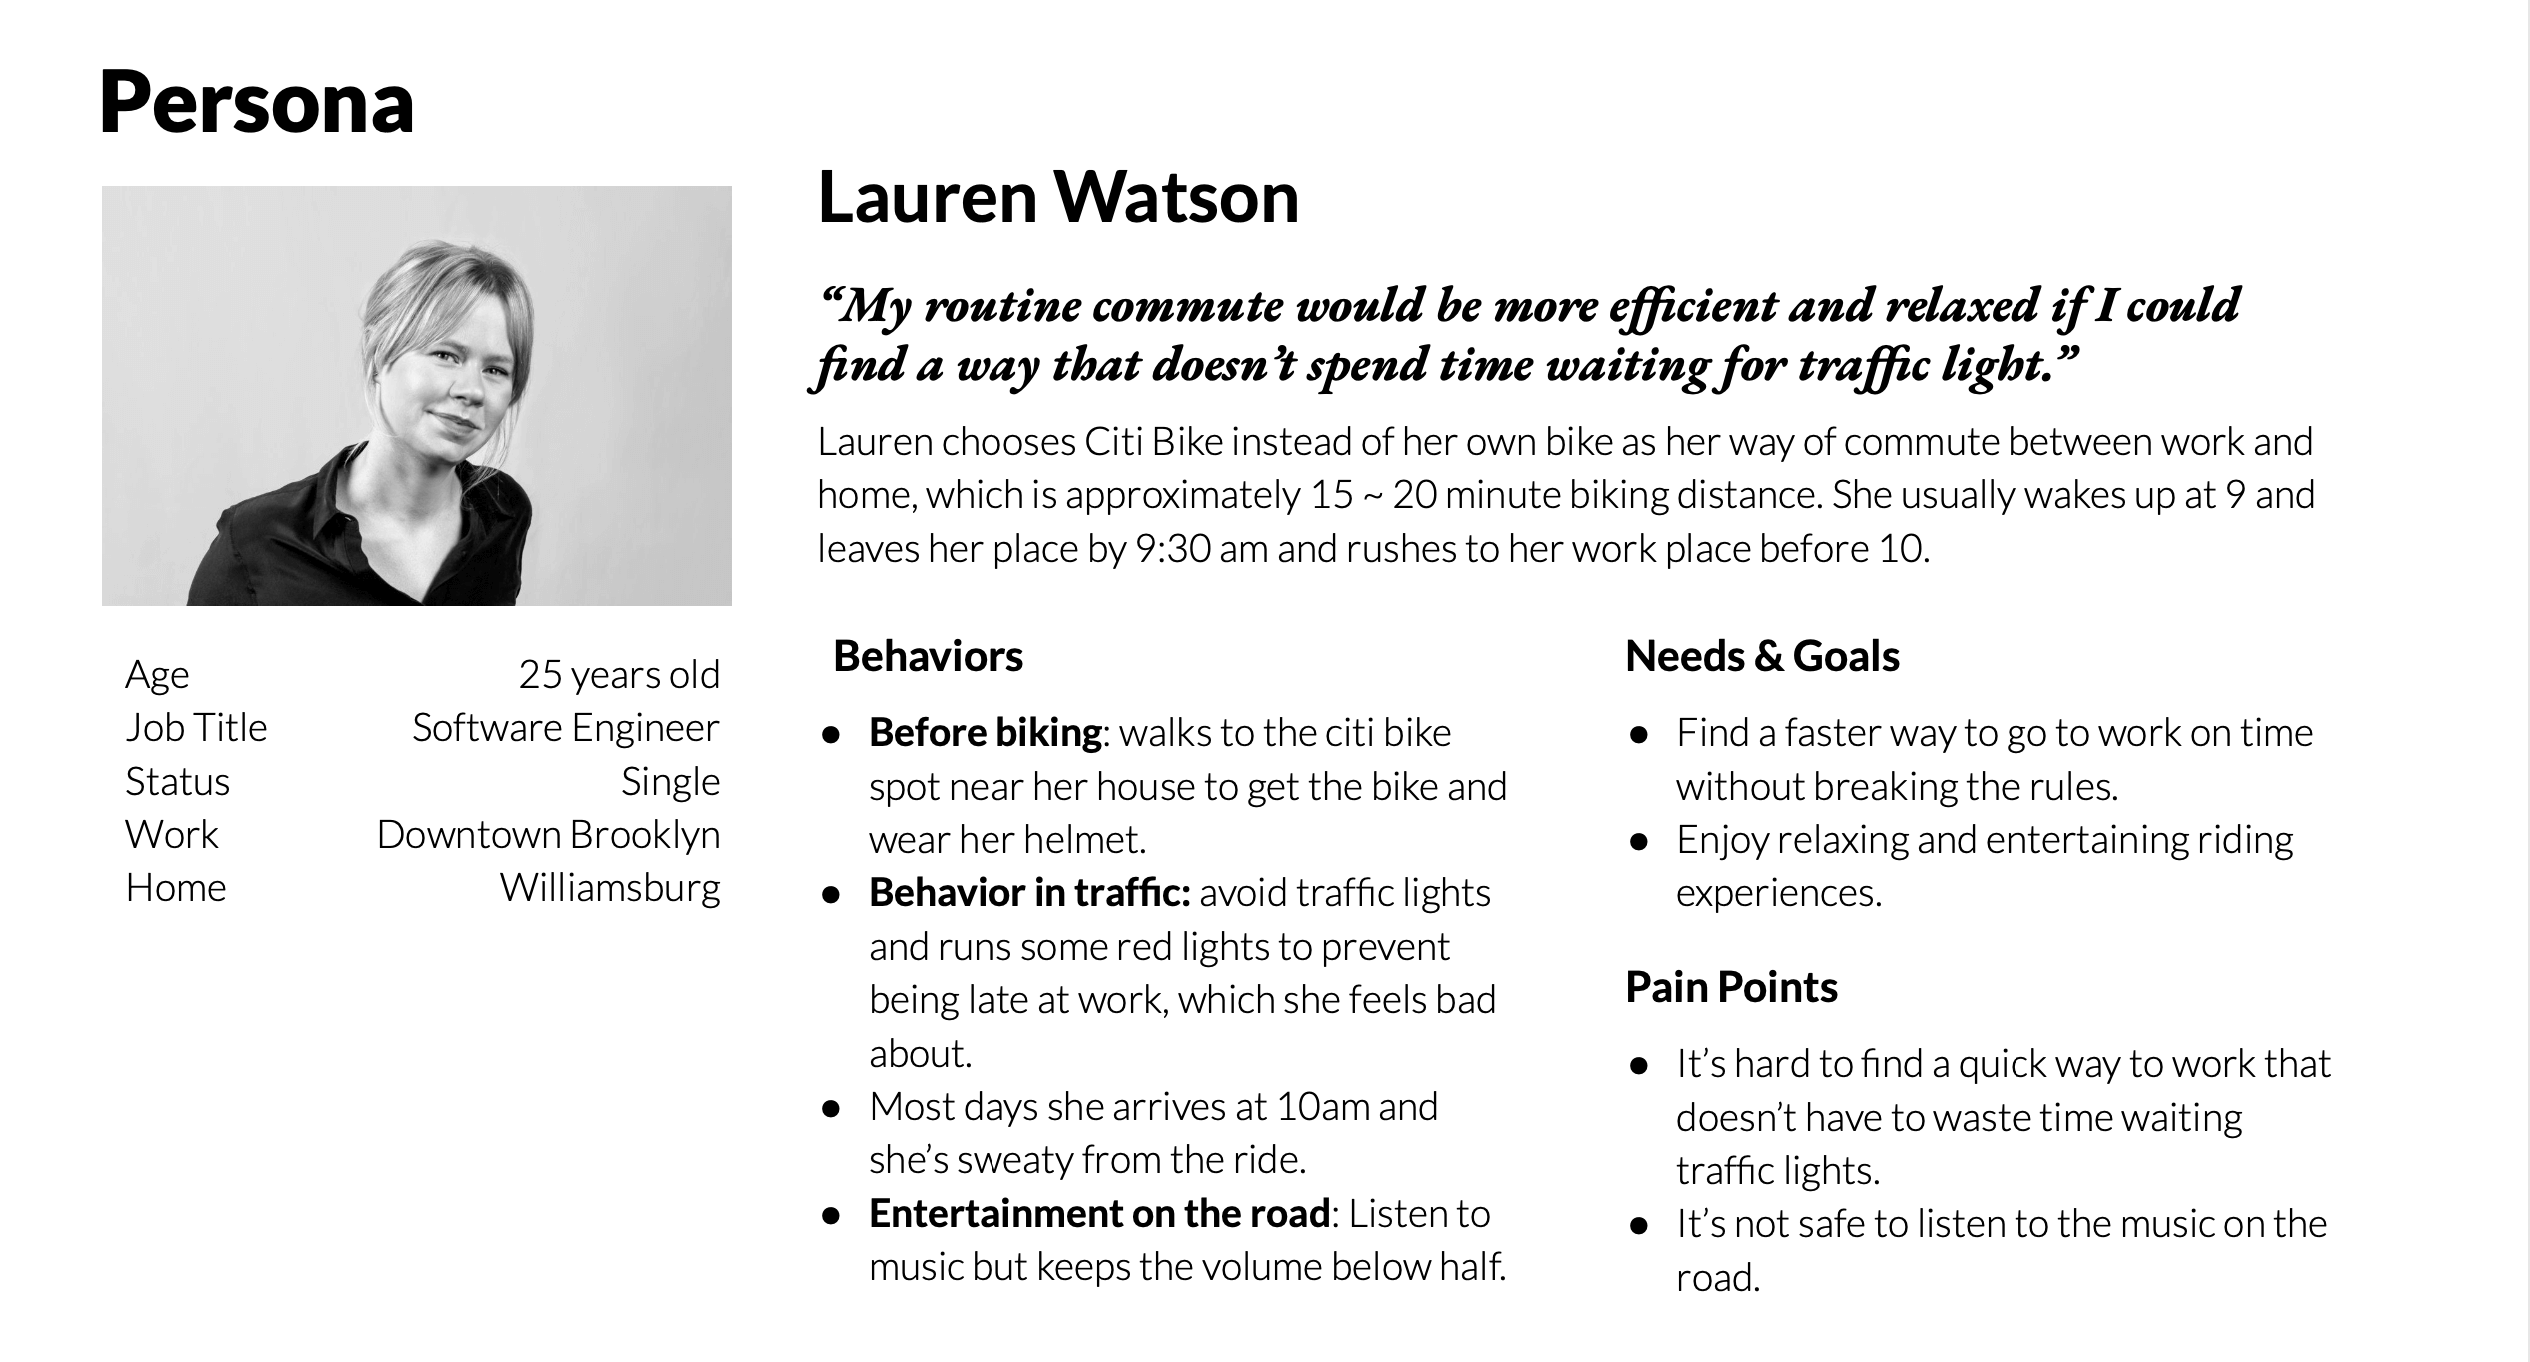 Persona
Lauren Watson
“My routine commute would be more efficient and relaxed if I could
find a way that doesn’t spend time waiting for traffic light.”
Lauren chooses Citi Bike instead of her own bike as her way of commute between work and
home, which is approximately 15 ~ 20 minute biking distance. She usually wakes up at 9 and
leaves her place by 9:30 am and rushes to her work place before 10.
Age 25 years old
Job Title Software Engineer
Status Single
Work Downtown Brooklyn
Home Williamsburg
Behaviors
● Before biking: walks to the citi bike
spot near her house to get the bike and
wear her helmet.
● Behavior in traffic: avoid traffic lights
and runs some red lights to prevent
being late at work, which she feels bad
about.
● Most days she arrives at 10am and
she’s sweaty from the ride.
● Entertainment on the road: Listen to
music but keeps the volume below half.
Needs & Goals
● Find a faster way to go to work on time
without breaking the rules.
● Enjoy relaxing and entertaining riding
experiences.
Pain Points
● It’s hard to find a quick way to work that
doesn’t have to waste time waiting
traffic lights.
● It’s not safe to listen to the music on the
road.